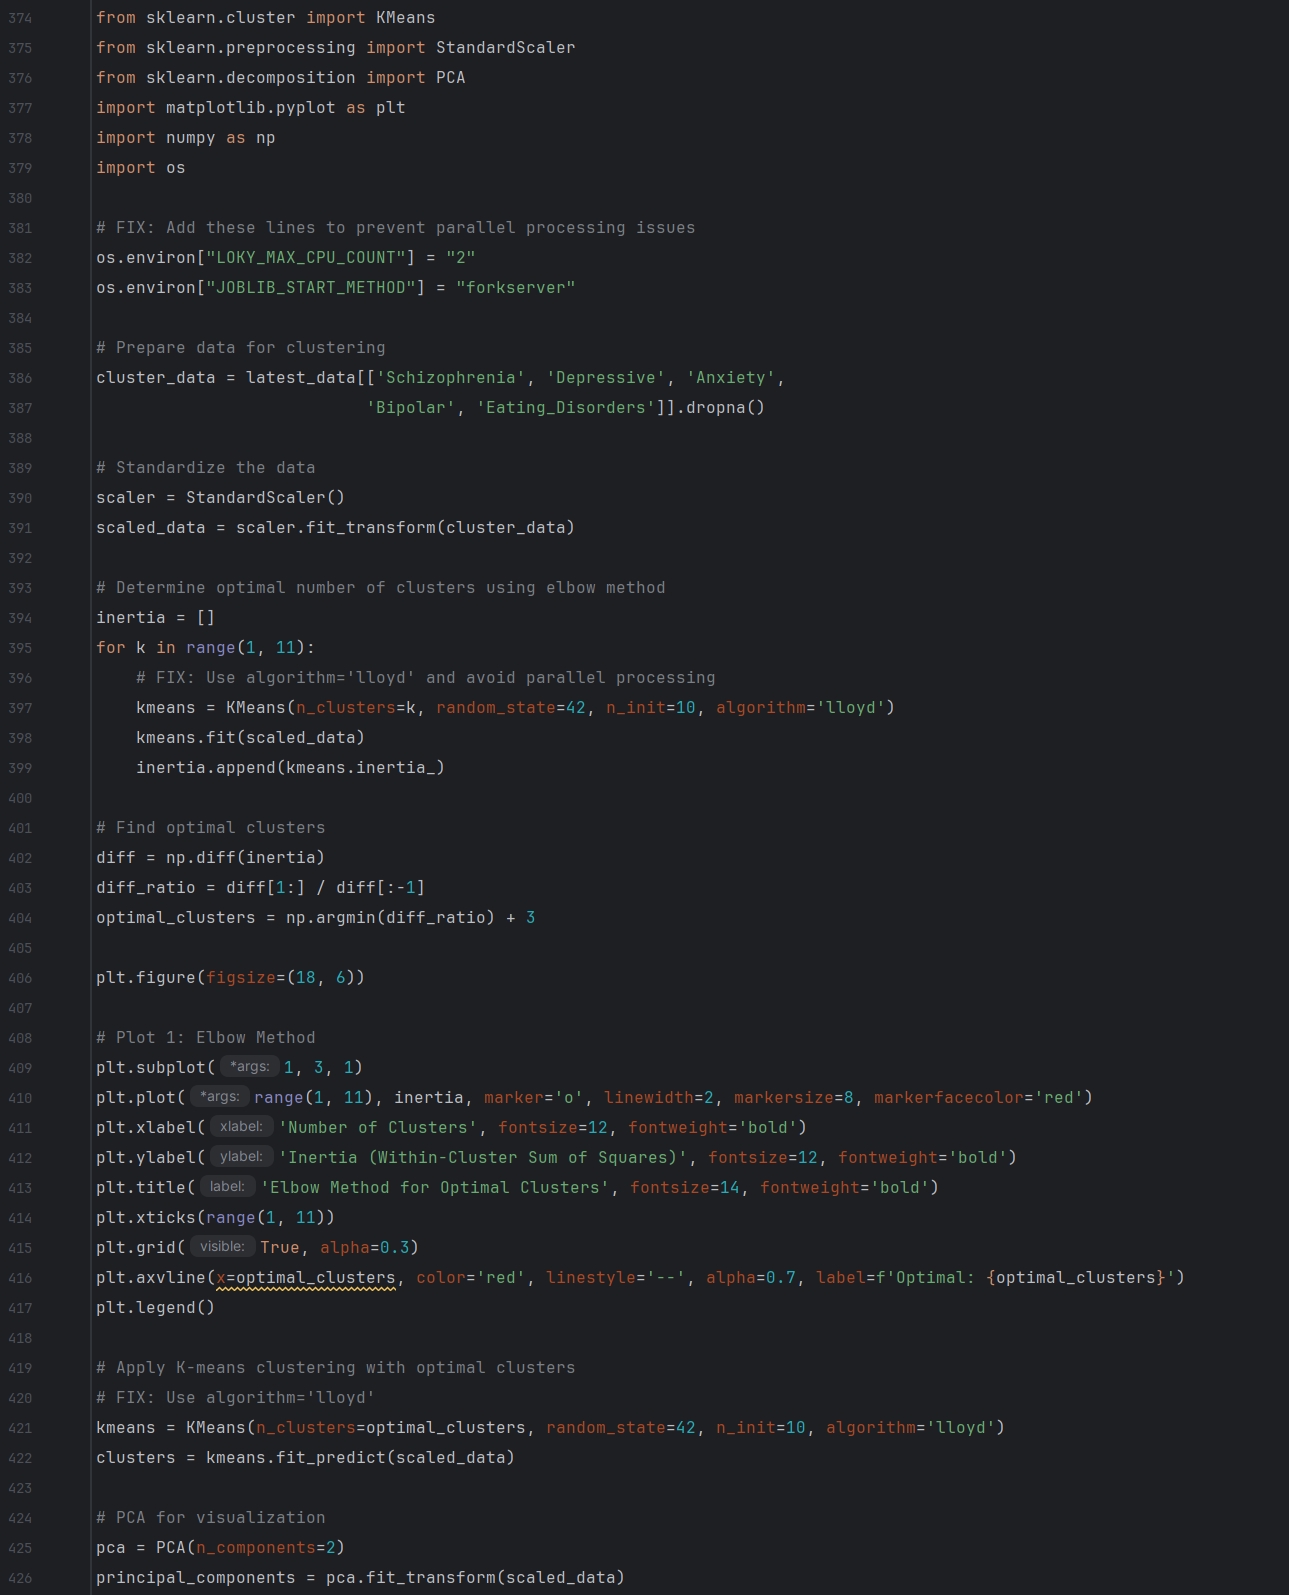 374 from sklearn.cluster import KMeans
375 from sklearn.preprocessing import StandardScaler
376 from sklearn.decomposition import PCA
377 import matplotlib.pyplot as plt
378 import numpy as np
379 import os
380
381 # FIX: Add these lines to prevent parallel processing issues
382 os.environ["LOKY_MAX_CPU_COUNT"] = "2"
383 os.environ["JOBLIB_START_METHOD"] = "forkserver"
384
385 # Prepare data for clustering
386 cluster_data = latest_data[['Schizophrenia', 'Depressive', 'Anxiety',
387                            'Bipolar', 'Eating_Disorders']].dropna()
388
389 # Standardize the data
390 scaler = StandardScaler()
391 scaled_data = scaler.fit_transform(cluster_data)
392
393 # Determine optimal number of clusters using elbow method
394 inertia = []
395 for k in range(1, 11):
396     # FIX: Use algorithm='lloyd' and avoid parallel processing
397     kmeans = KMeans(n_clusters=k, random_state=42, n_init=10, algorithm='lloyd')
398     kmeans.fit(scaled_data)
399     inertia.append(kmeans.inertia_)
400
401 # Find optimal clusters
402 diff = np.diff(inertia)
403 diff_ratio = diff[1:] / diff[:-1]
404 optimal_clusters = np.argmin(diff_ratio) + 3
405
406 plt.figure(figsize=(18, 6))
407
408 # Plot 1: Elbow Method
409 plt.subplot( *args: 1, 3, 1)
410 plt.plot( *args: range(1, 11), inertia, marker='o', linewidth=2, markersize=8, markerfacecolor='red')
411 plt.xlabel( xlabel: 'Number of Clusters', fontsize=12, fontweight='bold')
412 plt.ylabel( ylabel: 'Inertia (Within-Cluster Sum of Squares)', fontsize=12, fontweight='bold')
413 plt.title( label: 'Elbow Method for Optimal Clusters', fontsize=14, fontweight='bold')
414 plt.xticks(range(1, 11))
415 plt.grid( visible: True, alpha=0.3)
416 plt.axvline(x=optimal_clusters, color='red', linestyle='--', alpha=0.7, label=f'Optimal: {optimal_clusters}')
417 plt.legend()
418
419 # Apply K-means clustering with optimal clusters
420 # FIX: Use algorithm='lloyd'
421 kmeans = KMeans(n_clusters=optimal_clusters, random_state=42, n_init=10, algorithm='lloyd')
422 clusters = kmeans.fit_predict(scaled_data)
423
424 # PCA for visualization
425 pca = PCA(n_components=2)
426 principal_components = pca.fit_transform(scaled_data)